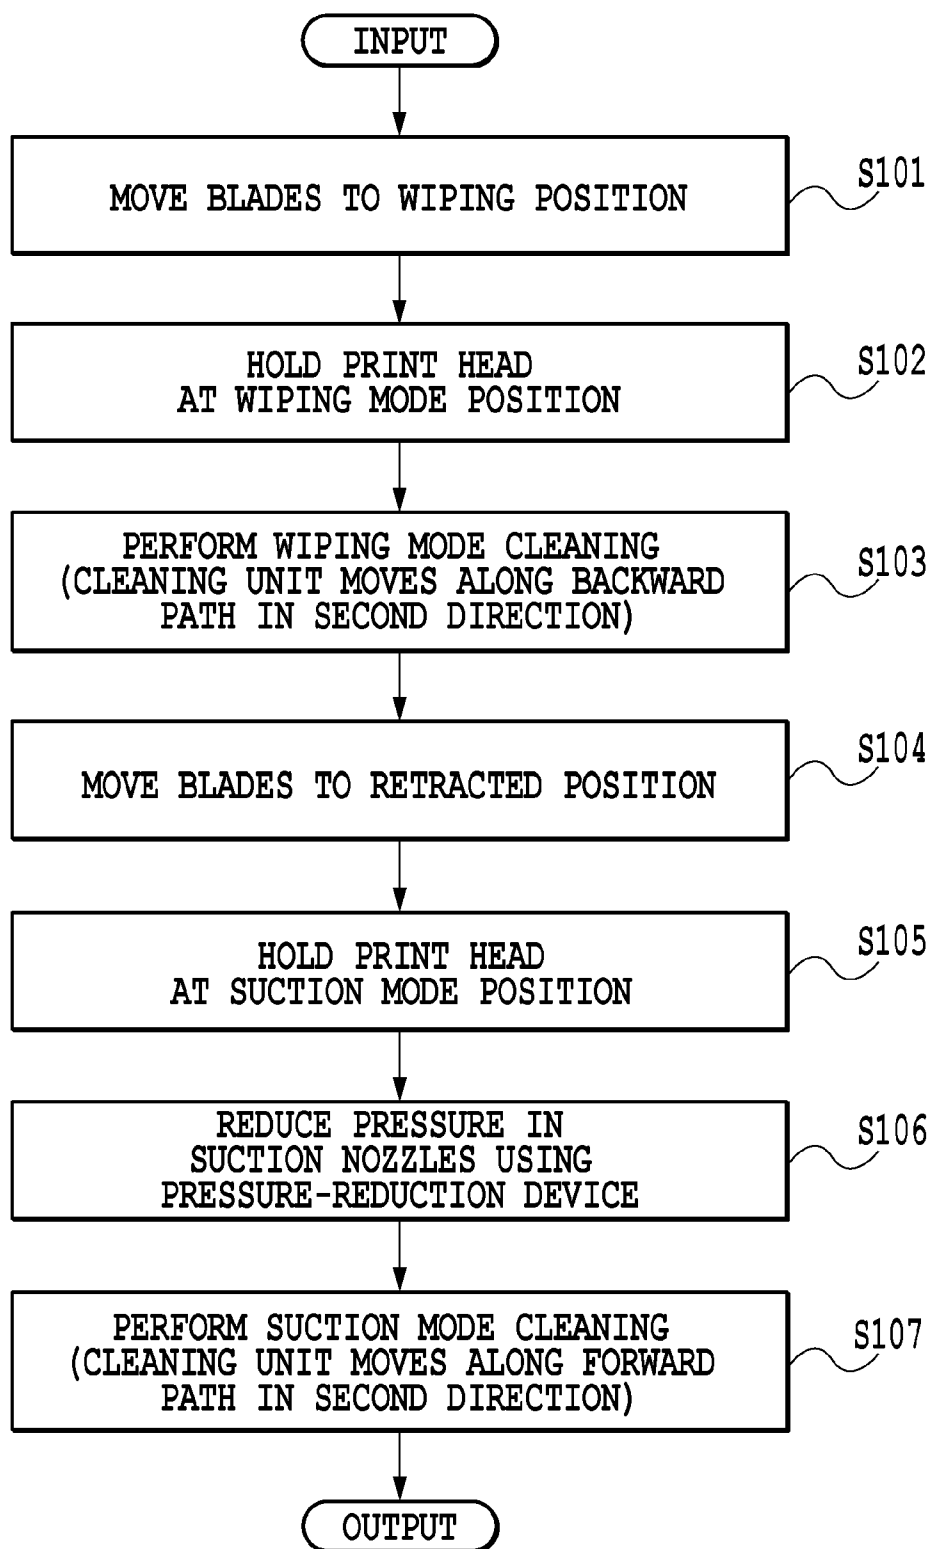 INPUT
MOVE BLADES TO WIPING POSITION
S101
HOLD PRINT HEAD
AT WIPING MODE POSITION
S102
PERFORM WIPING MODE CLEANING
(CLEANING UNIT MOVES ALONG BACKWARD
PATH IN SECOND DIRECTION)
S103
MOVE BLADES TO RETRACTED POSITION
S104
HOLD PRINT HEAD
AT SUCTION MODE POSITION
S105
REDUCE PRESSURE IN
SUCTION NOZZLES USING
PRESSURE-REDUCTION DEVICE
S106
PERFORM SUCTION MODE CLEANING
(CLEANING UNIT MOVES ALONG FORWARD
PATH IN SECOND DIRECTION)
S107
OUTPUT